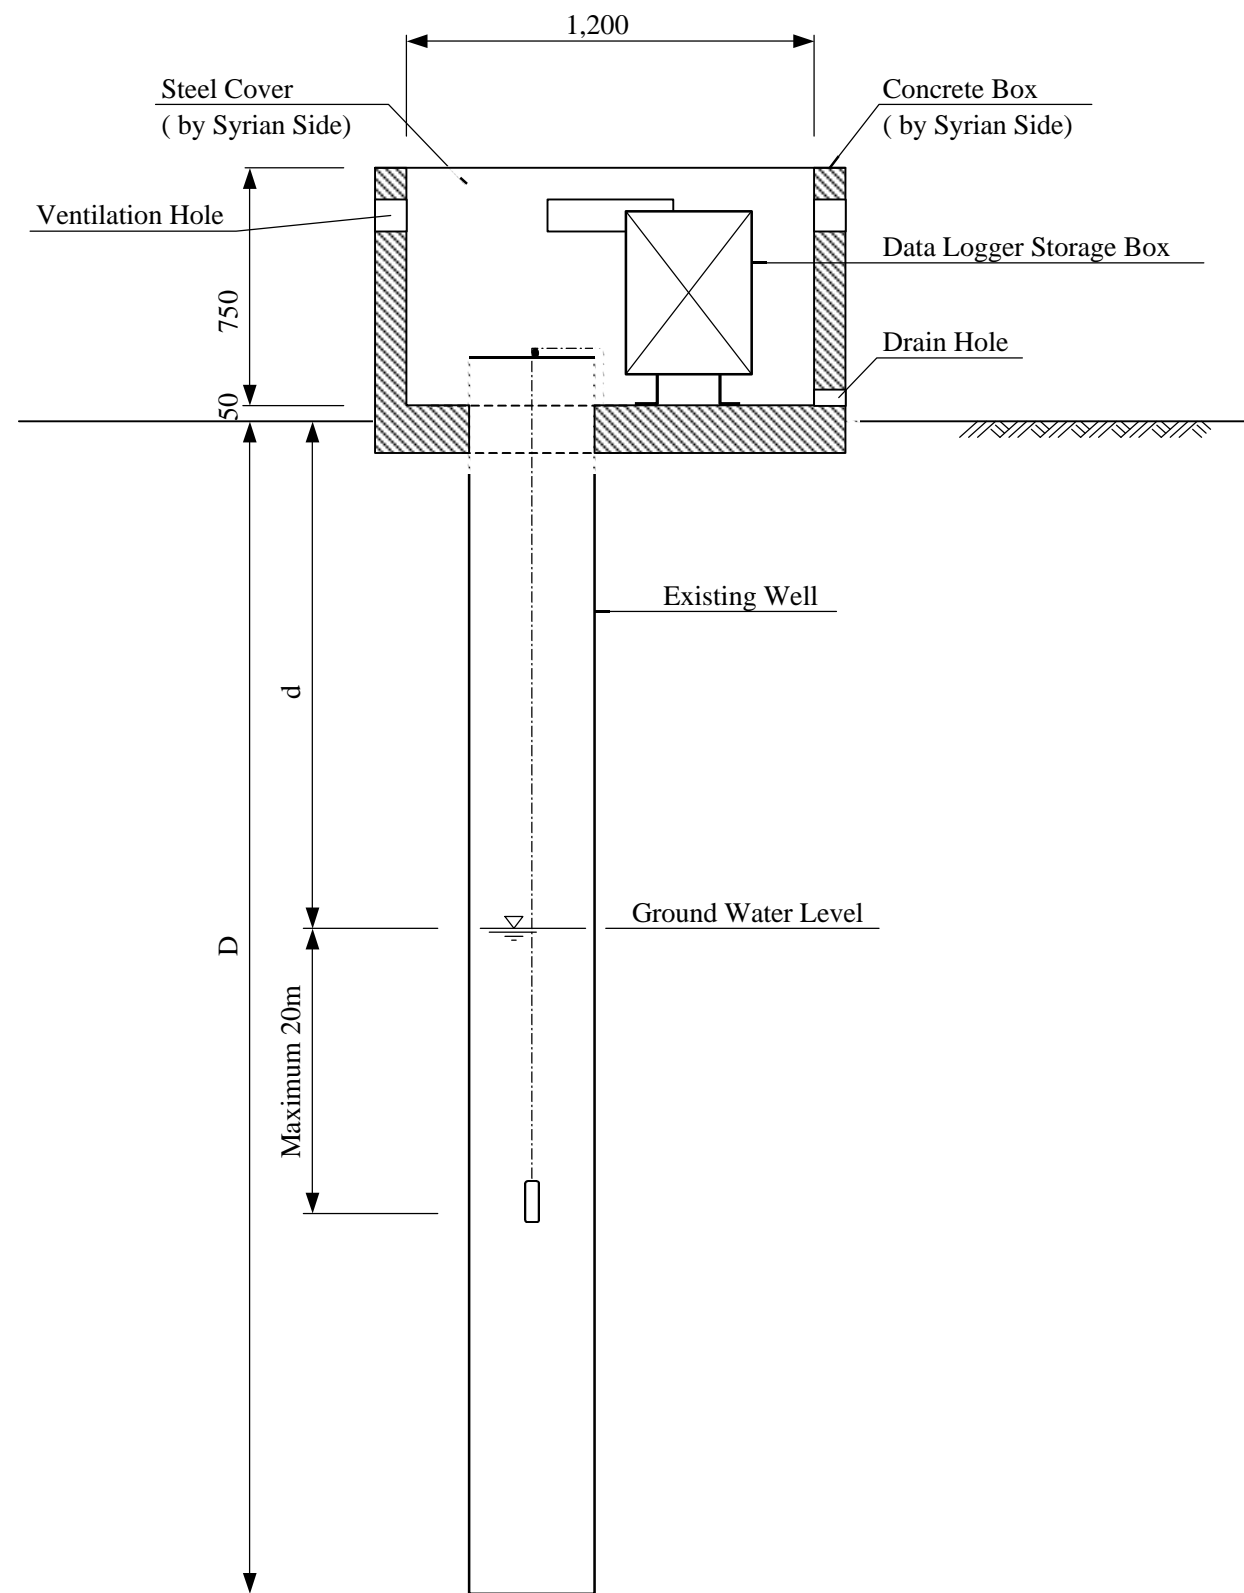 1,200
Steel Cover
( by Syrian Side)
Concrete Box
( by Syrian Side)
Ventilation Hole
Data Logger Storage Box
750
Drain Hole
50
Existing Well
d
Ground Water Level
D
Maximum 20m